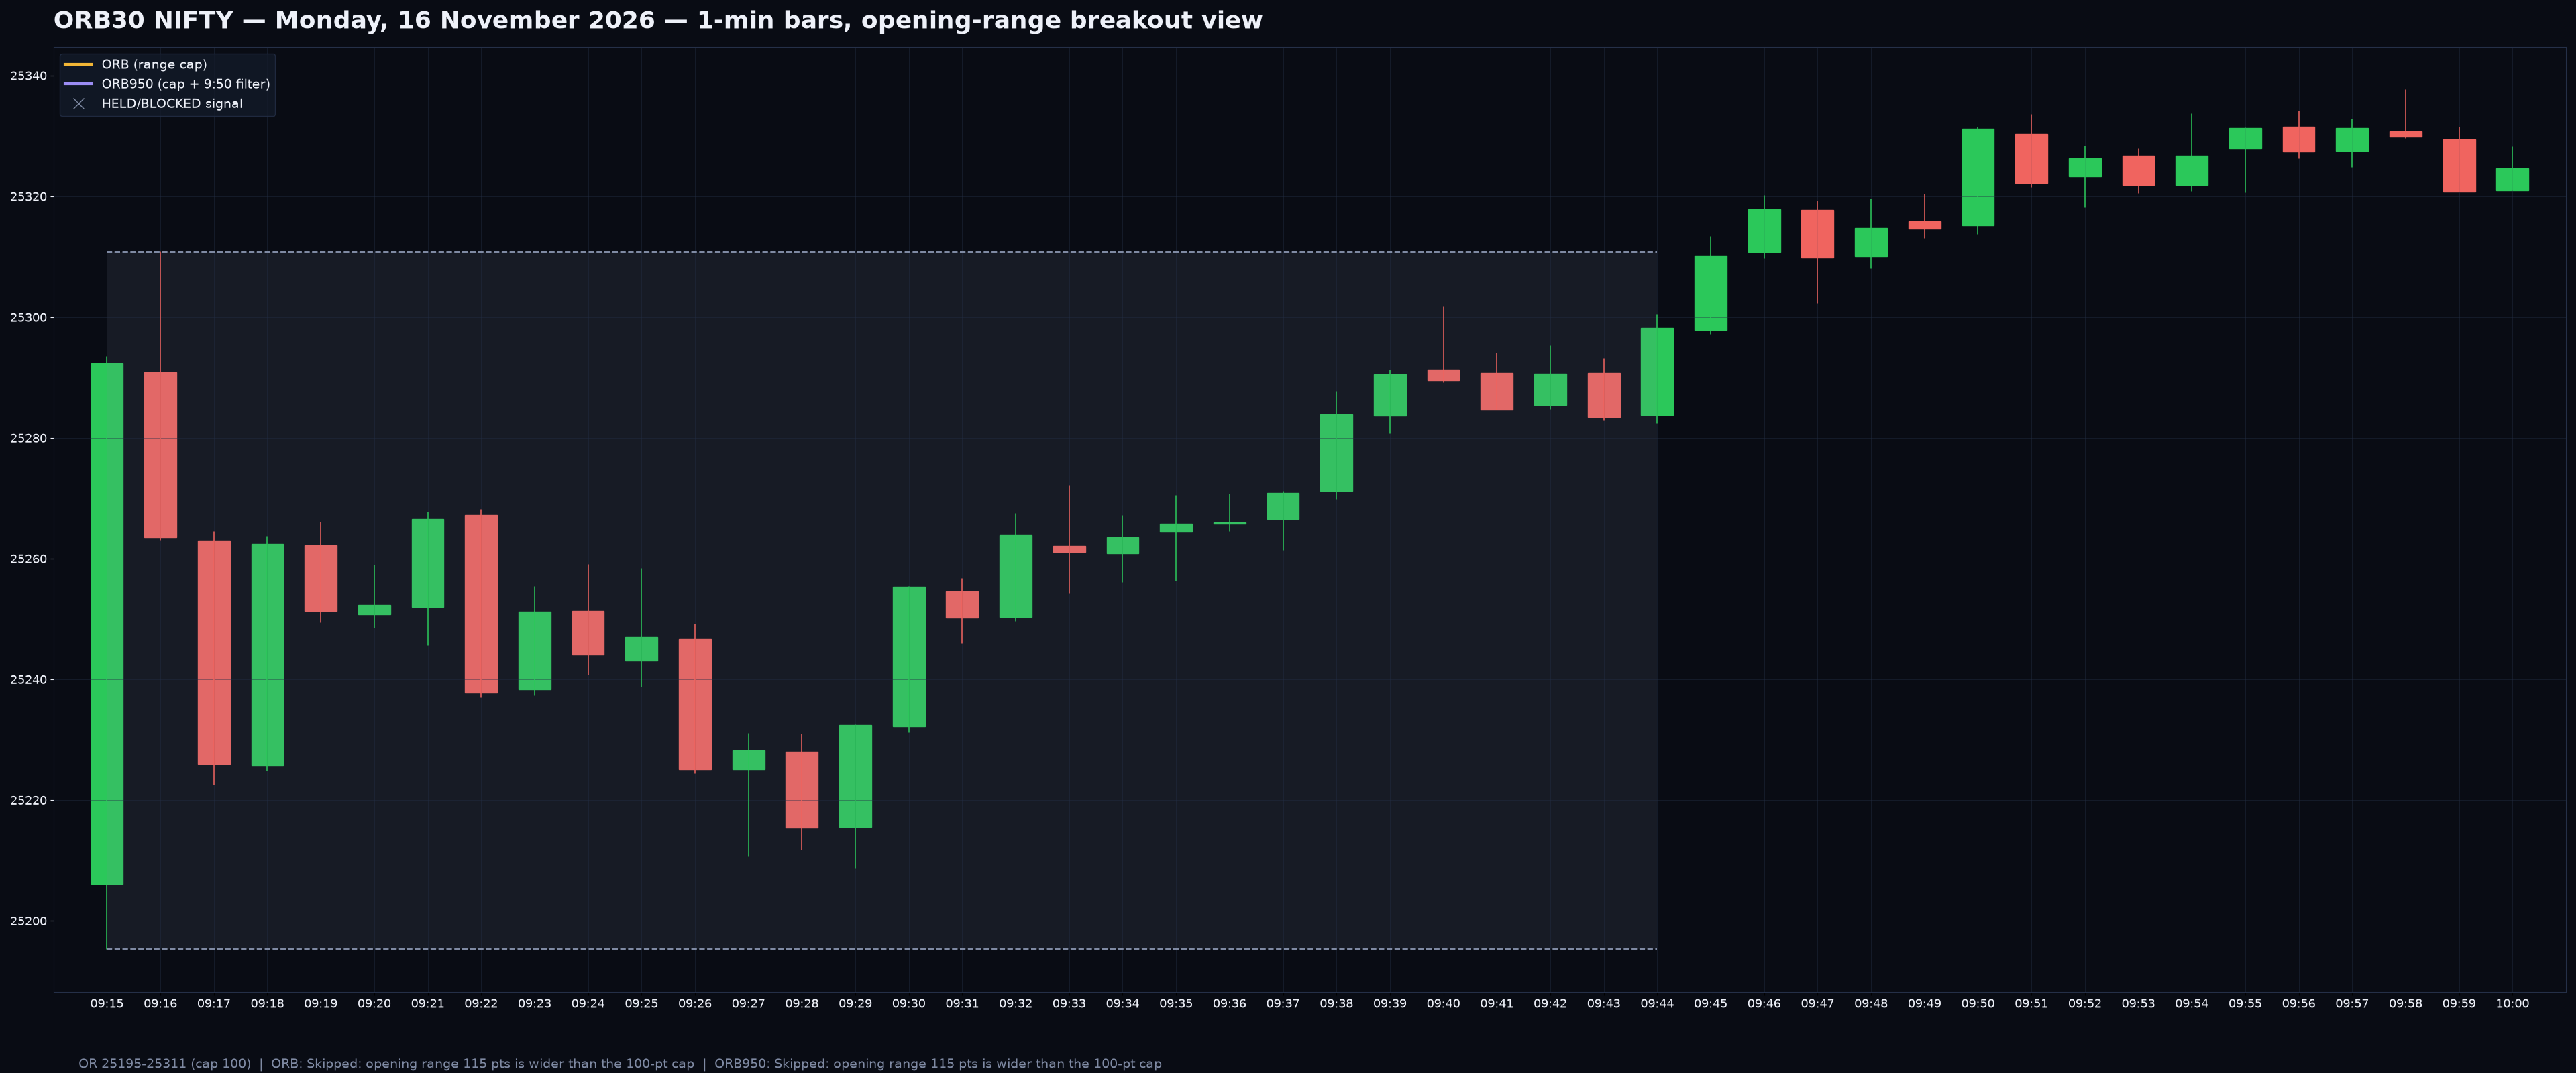 ORB30 NIFTY — Monday, 16 November 2026 — 1-min bars, opening-range breakout view
ORB (range cap)
ORB950 (cap + 9:50 filter)
HELD/BLOCKED signal
25340
25320
25300
25280
25260
25240
25220
25200
09:15 09:16 09:17 09:18 09:19 09:20 09:21 09:22 09:23 09:24 09:25 09:26 09:27 09:28 09:29 09:30 09:31 09:32 09:33 09:34 09:35 09:36 09:37 09:38 09:39 09:40 09:41 09:42 09:43 09:44 09:45 09:46 09:47 09:48 09:49 09:50 09:51 09:52 09:53 09:54 09:55 09:56 09:57 09:58 09:59 10:00
OR 25195-25311 (cap 100) | ORB: Skipped: opening range 115 pts is wider than the 100-pt cap | ORB950: Skipped: opening range 115 pts is wider than the 100-pt cap